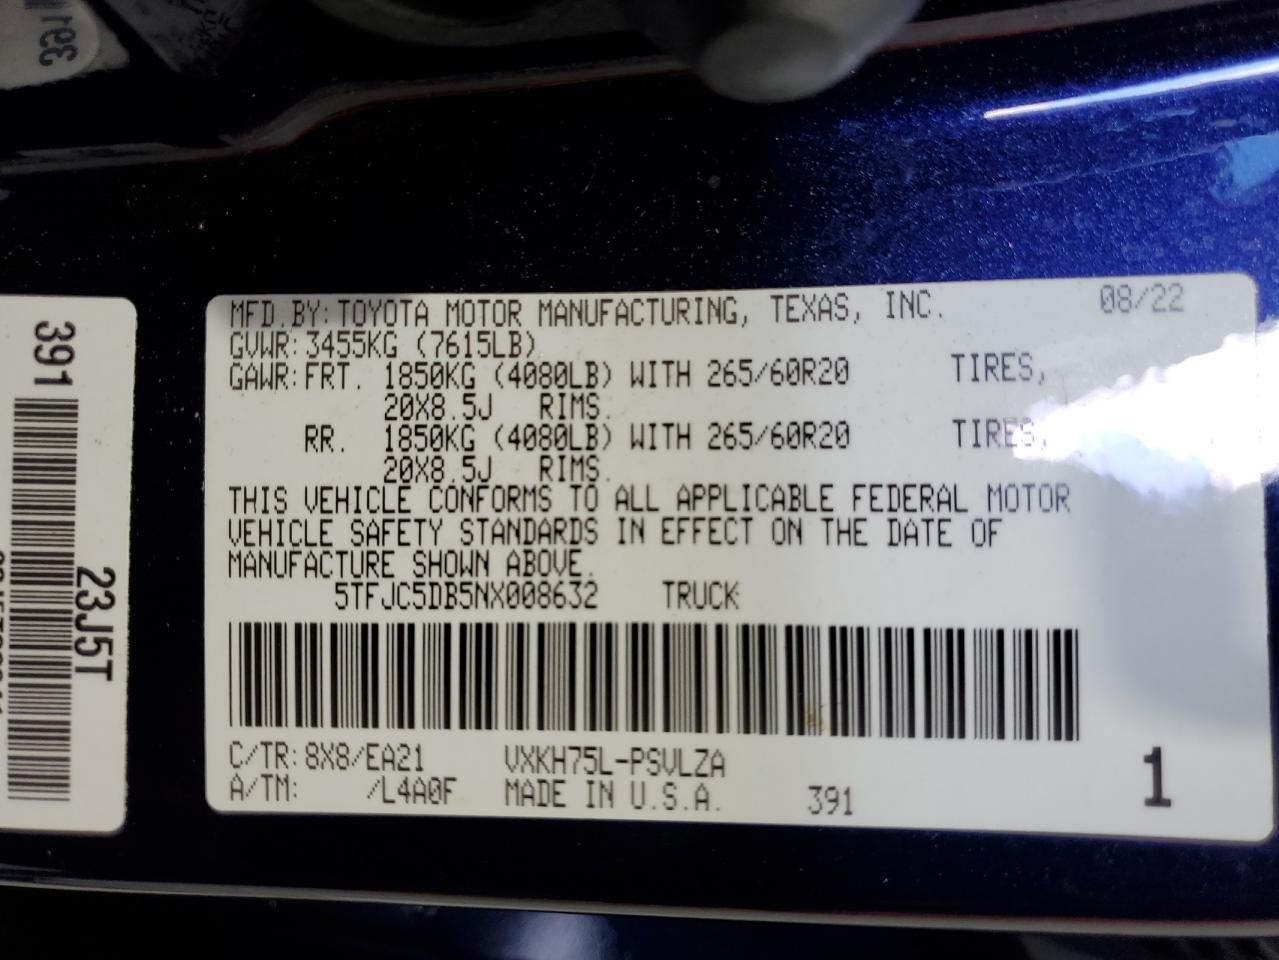 MFD.BY:TOYOTA MOTOR MANUFACTURING, TEXAS, INC. 08/22
GVWR:3455KG (7615LB)
GAWR:FRT. 1850KG (4080LB) WITH 265/60R20 TIRES,
20X8.5J RIMS.
RR. 1850KG (4080LB) WITH 265/60R20 TIRES,
20X8.5J RIMS.
THIS VEHICLE CONFORMS TO ALL APPLICABLE FEDERAL MOTOR
VEHICLE SAFETY STANDARDS IN EFFECT ON THE DATE OF
MANUFACTURE SHOWN ABOVE.
5TFJC5DB5NX008632 TRUCK
C/TR:8X8/EA21 VXKH75L-PSVLZA
A/TM: /L4A0F MADE IN U.S.A. 391
1
391
23J5T